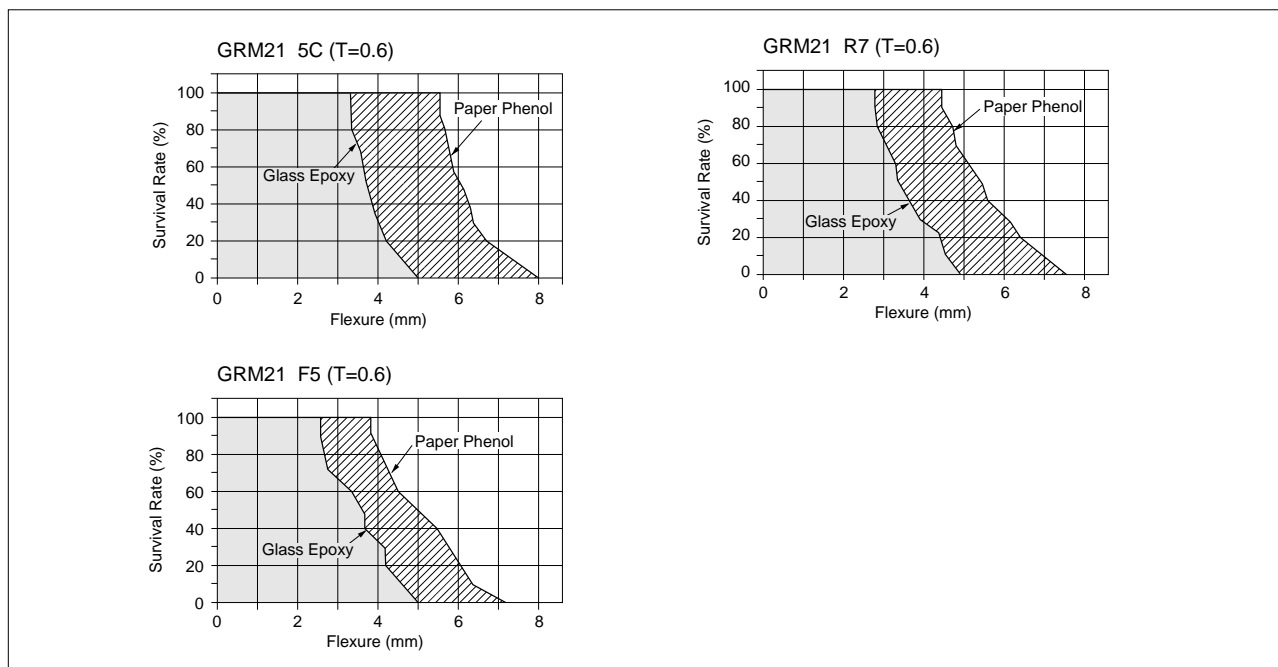 GRM21 5C (T=0.6)
Survival Rate (%)
100
80
60
40
20
0
Paper Phenol
Glass Epoxy
0 2 4 6 8
Flexure (mm)
GRM21 R7 (T=0.6)
Survival Rate (%)
100
80
60
40
20
0
Paper Phenol
Glass Epoxy
0 2 4 6 8
Flexure (mm)
GRM21 F5 (T=0.6)
Survival Rate (%)
100
80
60
40
20
0
Paper Phenol
Glass Epoxy
0 2 4 6 8
Flexure (mm)